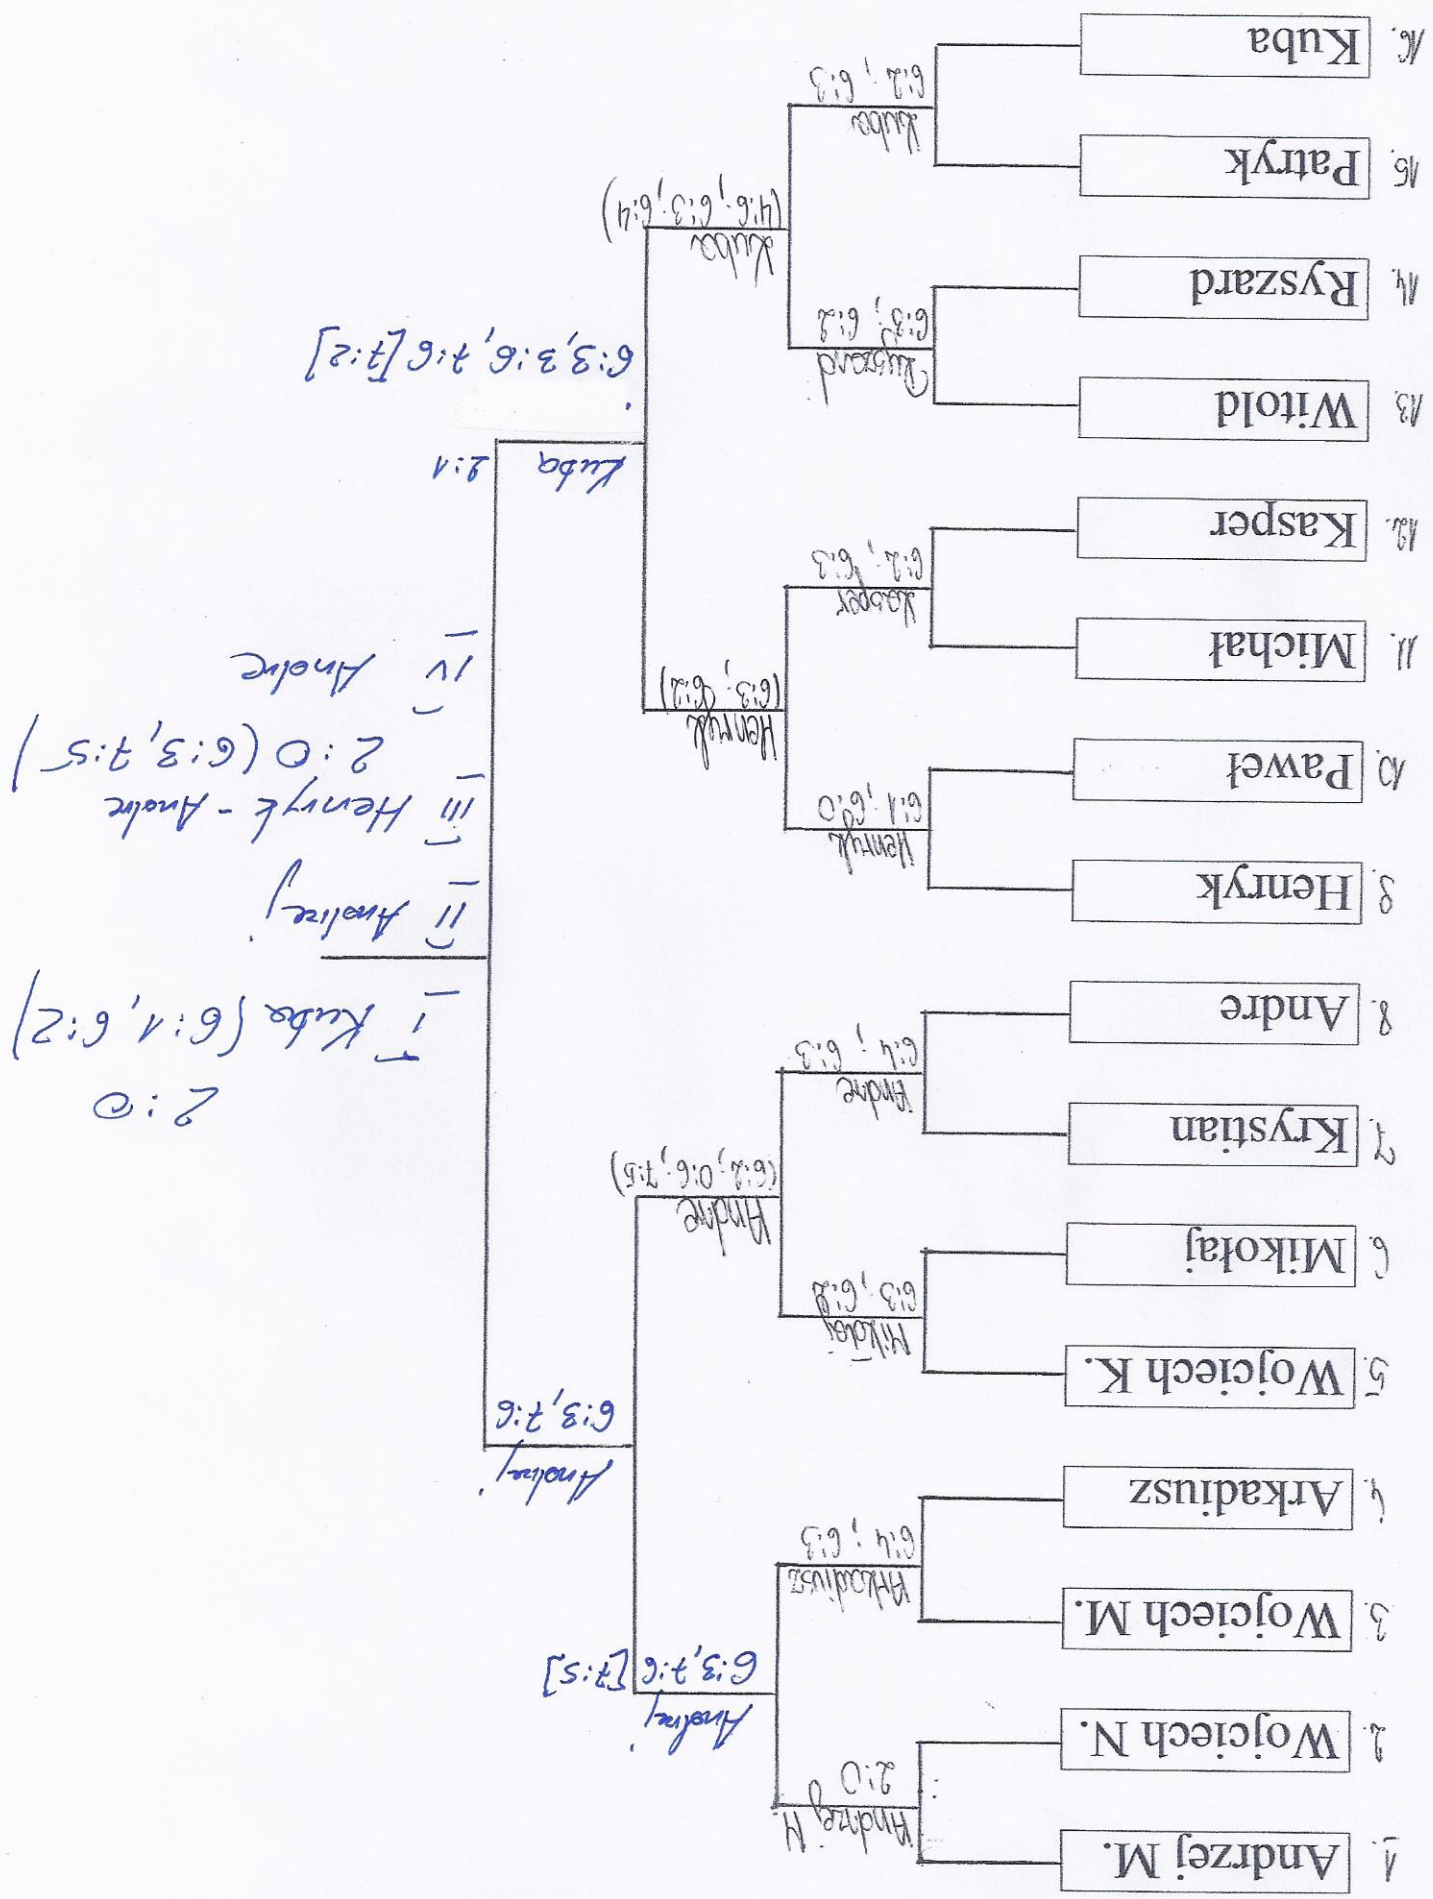 1. Andrzej M.
2. Wojciech N.
3. Wojciech M.
4. Arkadiusz
5. Wojciech K.
6. Mikołaj
7. Krystian
8. Andre
9. Henryk
10. Paweł
11. Michał
12. Kasper
13. Witold
14. Ryszard
15. Patryk
16. Kuba
Andrzej M.
2:0
Arkadiusz
6:4; 6:3
Mikołaj
6:3; 6:2
Andre
6:4; 6:3
Henryk
6:1; 6:0
Kasper
6:2; 6:3
Ryszard
6:3; 6:2
Kuba
6:2; 6:3
Andrzej
6:3, 7:6 [7:5]
Andre
(6:2; 0:6; 7:5)
Henryk
(6:3; 6:2)
Kuba
(4:6; 6:3; 6:4)
Andrzej
6:3, 7:6
Kuba 2:1
6:3, 3:6, 7:6 [7:2]
2:0
I Kuba (6:1, 6:2)
II Andrzej
III Henryk - Andre
2:0 (6:3, 7:5)
IV Andre